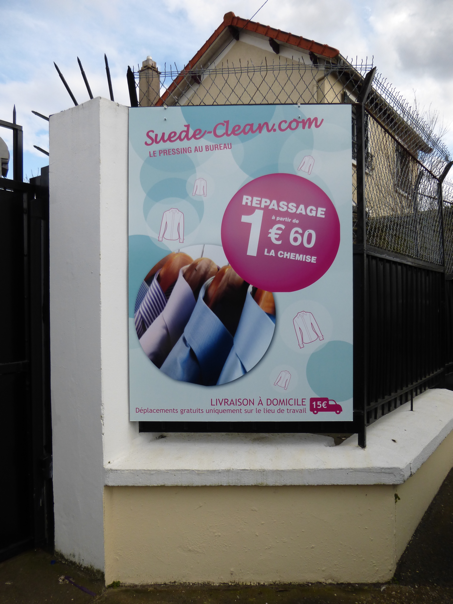 Suede-Clean.com
LE PRESSING AU BUREAU
REPASSAGE
à partir de
1 € 60
LA CHEMISE
LIVRAISON À DOMICILE
15€
Déplacements gratuits uniquement sur le lieu de travail